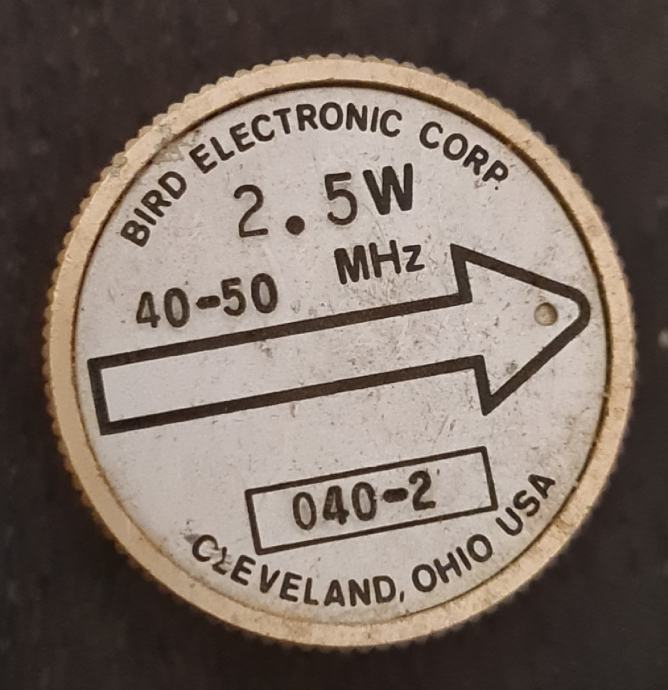 BIRD ELECTRONIC CORP.
2.5W
40-50 MHz
040-2
CLEVELAND, OHIO USA